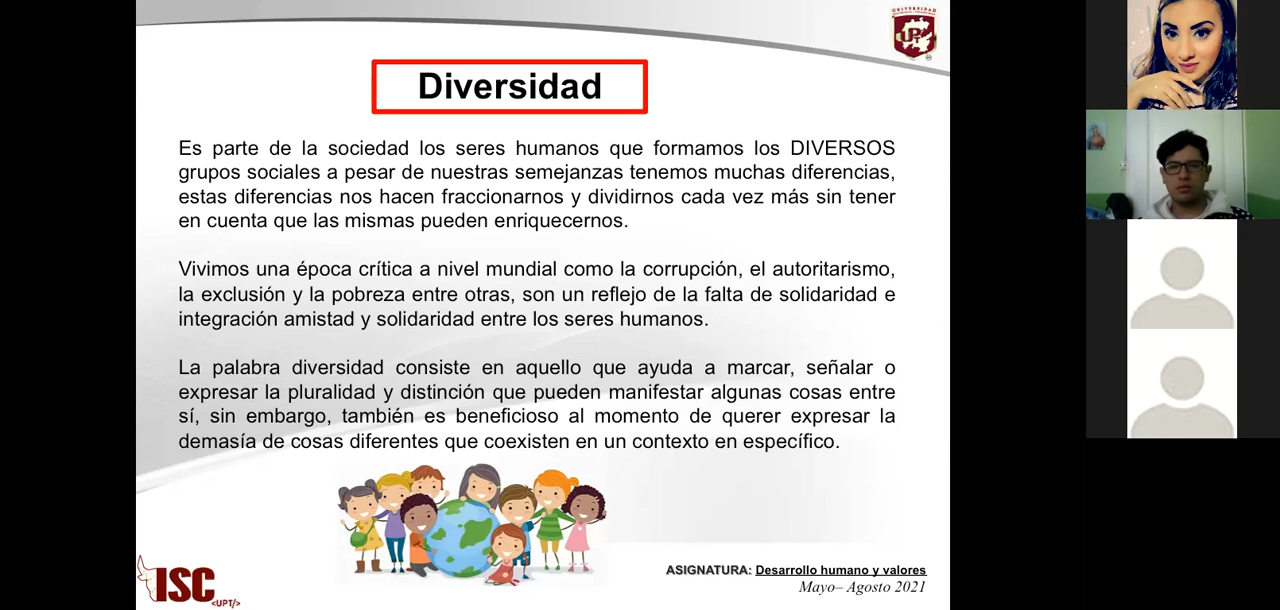 UNIVERSIDAD
UPT
Diversidad
Es parte de la sociedad los seres humanos que formamos los DIVERSOS
grupos sociales a pesar de nuestras semejanzas tenemos muchas diferencias,
estas diferencias nos hacen fraccionarnos y dividirnos cada vez más sin tener
en cuenta que las mismas pueden enriquecernos.
Vivimos una época crítica a nivel mundial como la corrupción, el autoritarismo,
la exclusión y la pobreza entre otras, son un reflejo de la falta de solidaridad e
integración amistad y solidaridad entre los seres humanos.
La palabra diversidad consiste en aquello que ayuda a marcar, señalar o
expresar la pluralidad y distinción que pueden manifestar algunas cosas entre
sí, sin embargo, también es beneficioso al momento de querer expresar la
demasía de cosas diferentes que coexisten en un contexto en específico.
ISC
<UPT/>
ASIGNATURA: Desarrollo humano y valores
Mayo– Agosto 2021